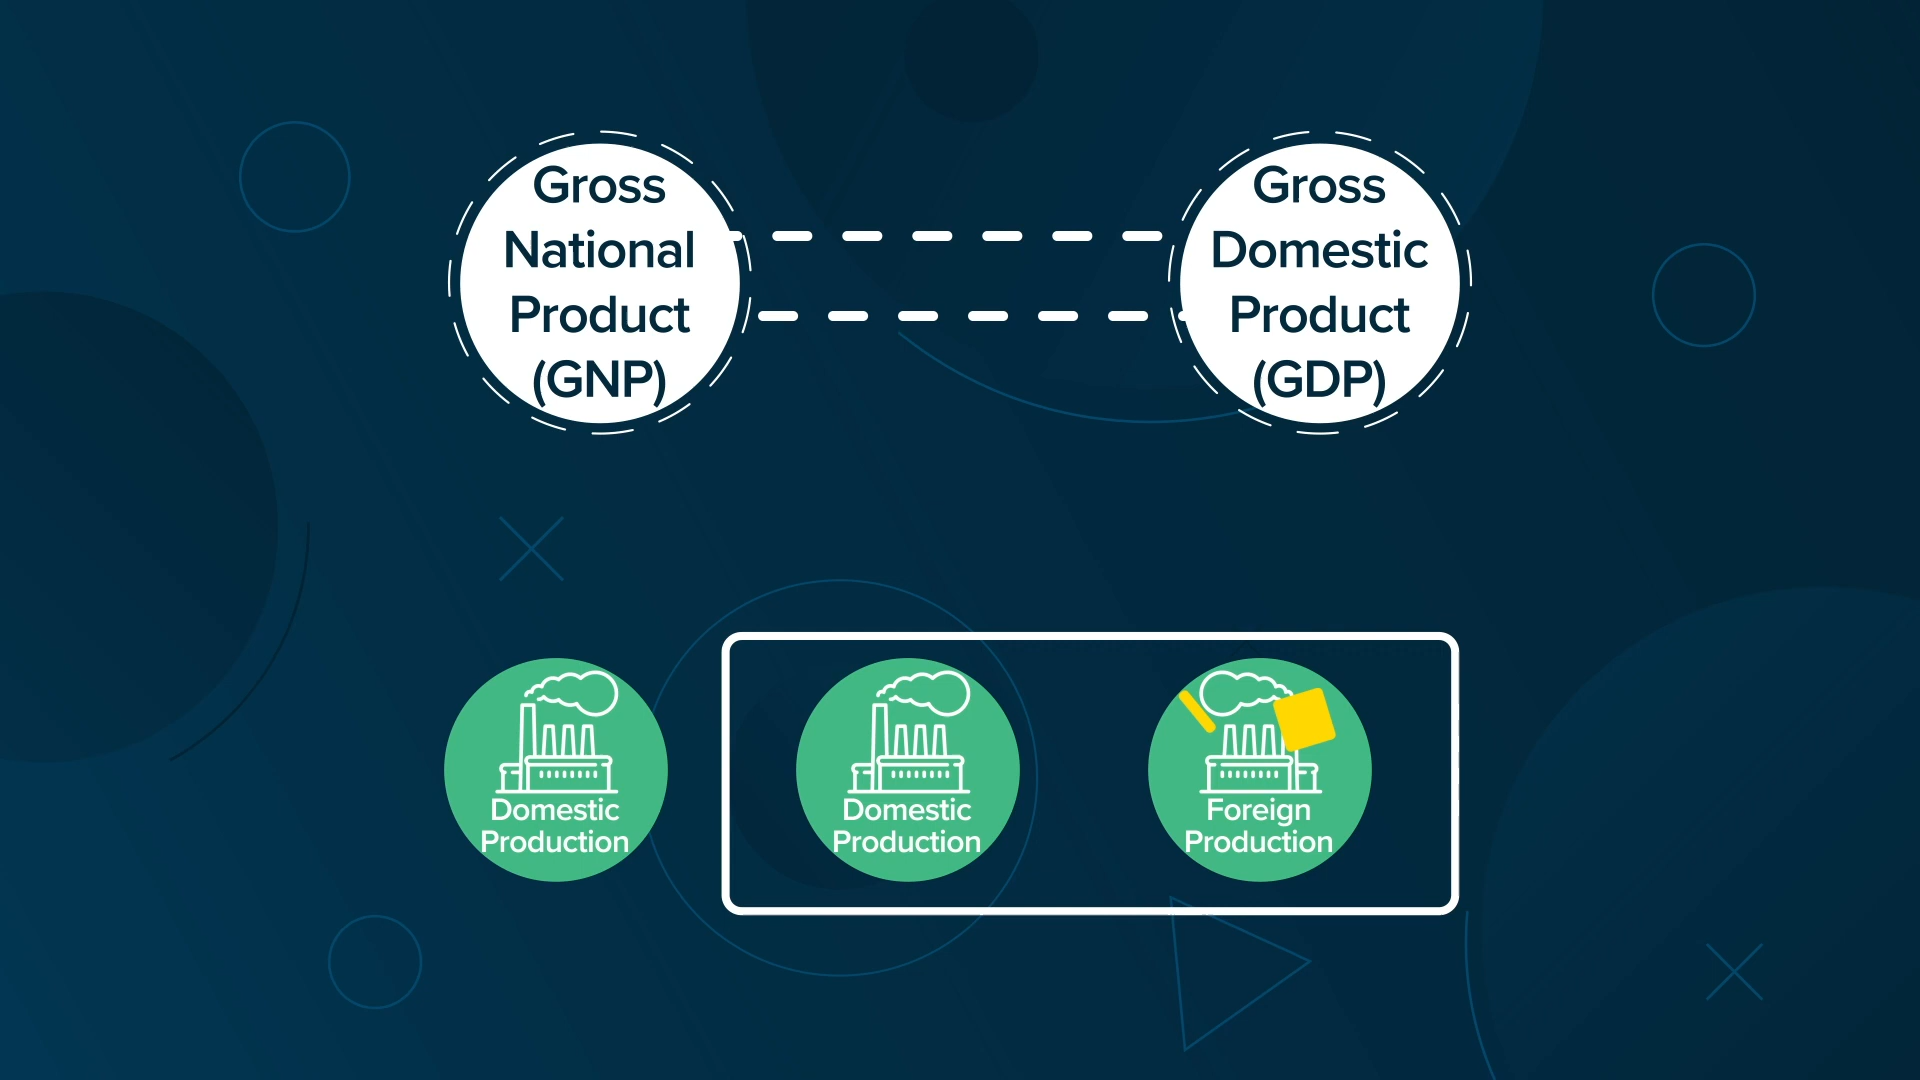 Gross
National
Product
(GNP)
Gross
Domestic
Product
(GDP)
Domestic
Production
Domestic
Production
Foreign
Production